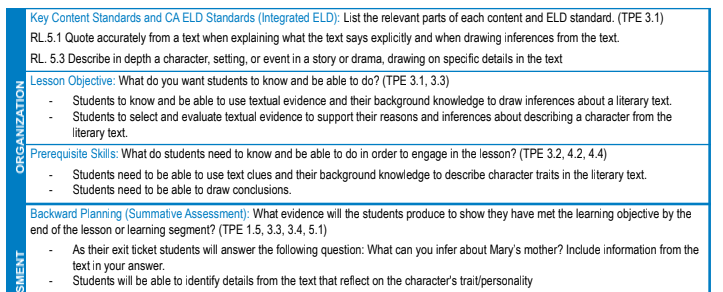 Key Content Standards and CA ELD Standards (Integrated ELD): List the relevant parts of each content and ELD standard. (TPE 3.1)
RL.5.1 Quote accurately from a text when explaining what the text says explicitly and when drawing inferences from the text.
RL. 5.3 Describe in depth a character, setting, or event in a story or drama, drawing on specific details in the text
ORGANIZATION
Lesson Objective: What do you want students to know and be able to do? (TPE 3.1, 3.3)
- Students to know and be able to use textual evidence and their background knowledge to draw inferences about a literary text.
- Students to select and evaluate textual evidence to support their reasons and inferences about describing a character from the
literary text.
Prerequisite Skills: What do students need to know and be able to do in order to engage in the lesson? (TPE 3.2, 4.2, 4.4)
- Students need to be able to use text clues and their background knowledge to describe character traits in the literary text.
- Students need to be able to draw conclusions.
Backward Planning (Summative Assessment): What evidence will the students produce to show they have met the learning objective by the
end of the lesson or learning segment? (TPE 1.5, 3.3, 3.4, 5.1)
SMENT
- As their exit ticket students will answer the following question: What can you infer about Mary's mother? Include information from the
text in your answer.
- Students will be able to identify details from the text that reflect on the character's trait/personality